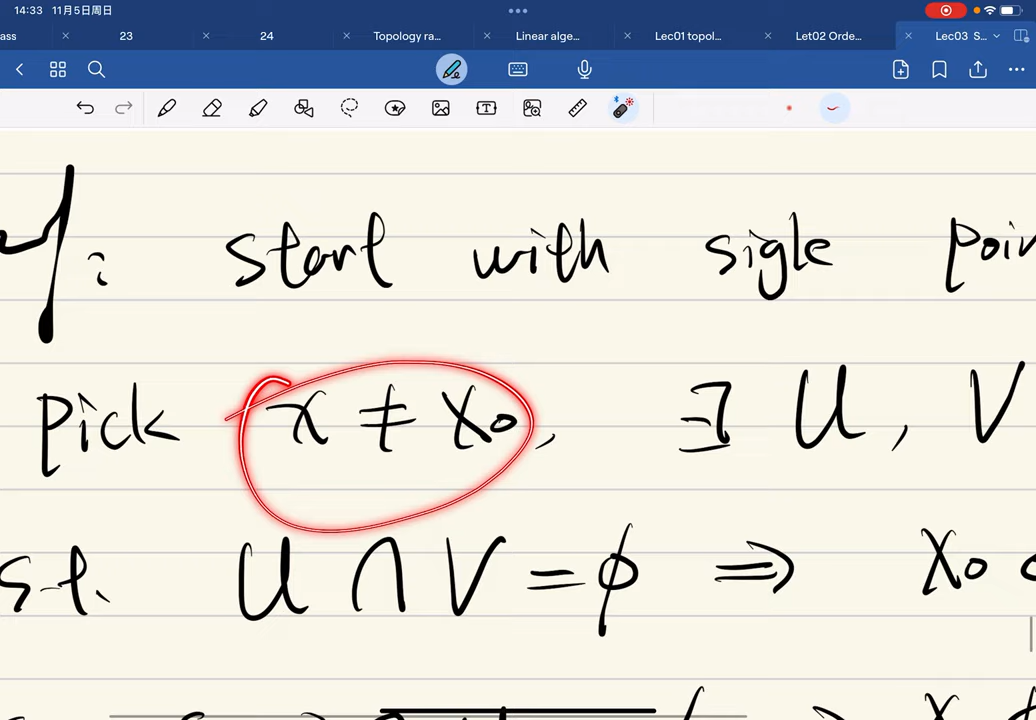 14:33 11月5日周日
ass 23 24 Topology ra... Linear alge... Lec01 topol... Let02 Orde... Lec03 S...
: start with sigle poin
pick x ≠ x₀, ∃ U, V
s.t. U ∩ V = ϕ ⇒ x₀